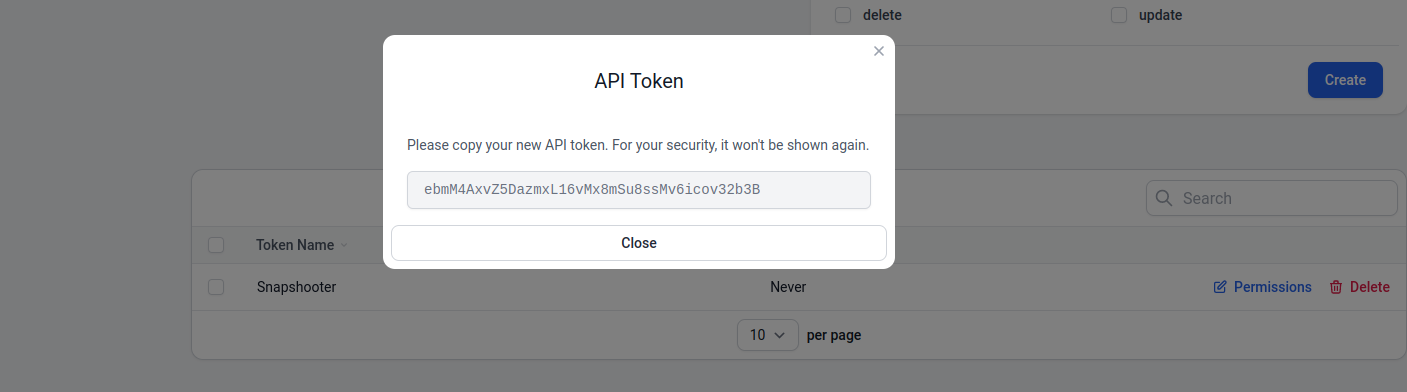 delete
update
API Token
Create
Please copy your new API token. For your security, it won't be shown again.
ebmM4AxvZ5DazmxL16vMx8mSu8ssMv6icov32b3B
Search
Close
Token Name
Snapshooter
Never
Permissions
Delete
10
per page